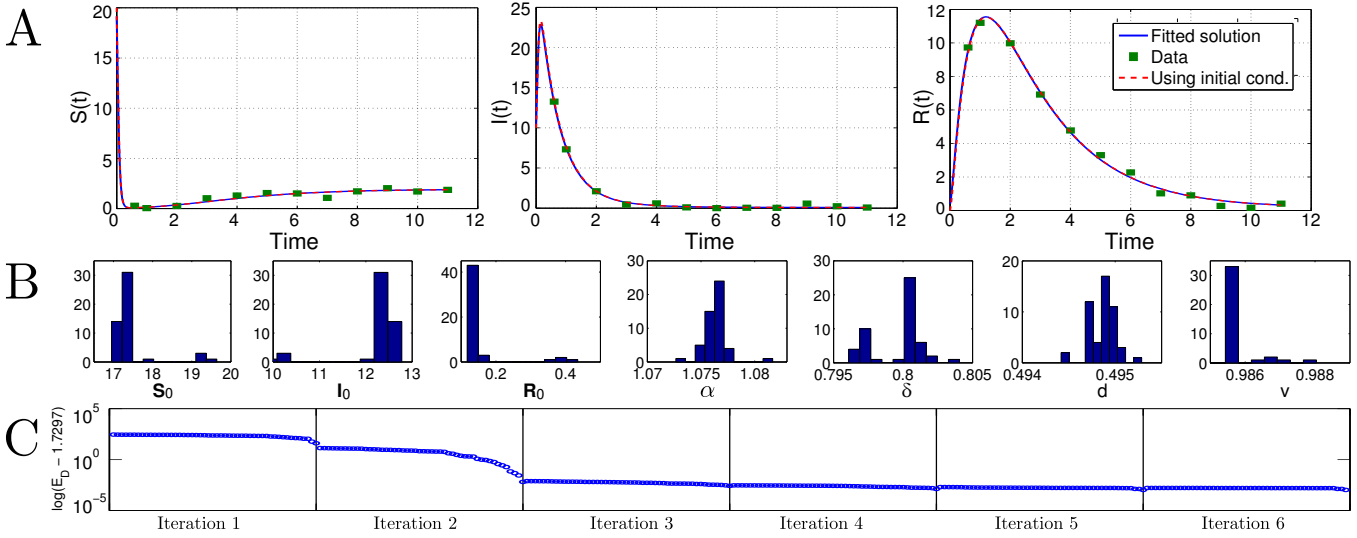 A
20
15
10
5
0
S(t)
0 2 4 6 8 10 12
Time
25
20
15
10
5
0
I(t)
0 2 4 6 8 10 12
Time
12
10
8
6
4
2
0
R(t)
0 2 4 6 8 10 12
Time
Fitted solution
Data
Using initial cond.
B
30
20
10
0
17 18 19 20
S0
30
20
10
0
10 11 12 13
I0
40
20
0
0.2 0.4
R0
30
20
10
0
1.07 1.075 1.08
α
30
20
10
0
0.795 0.8 0.805
δ
20
10
0
0.494 0.495
d
30
20
10
0
0.986 0.988
v
C
log(E_D − 1.7297)
10^5
10^0
10^−5
Iteration 1 Iteration 2 Iteration 3 Iteration 4 Iteration 5 Iteration 6